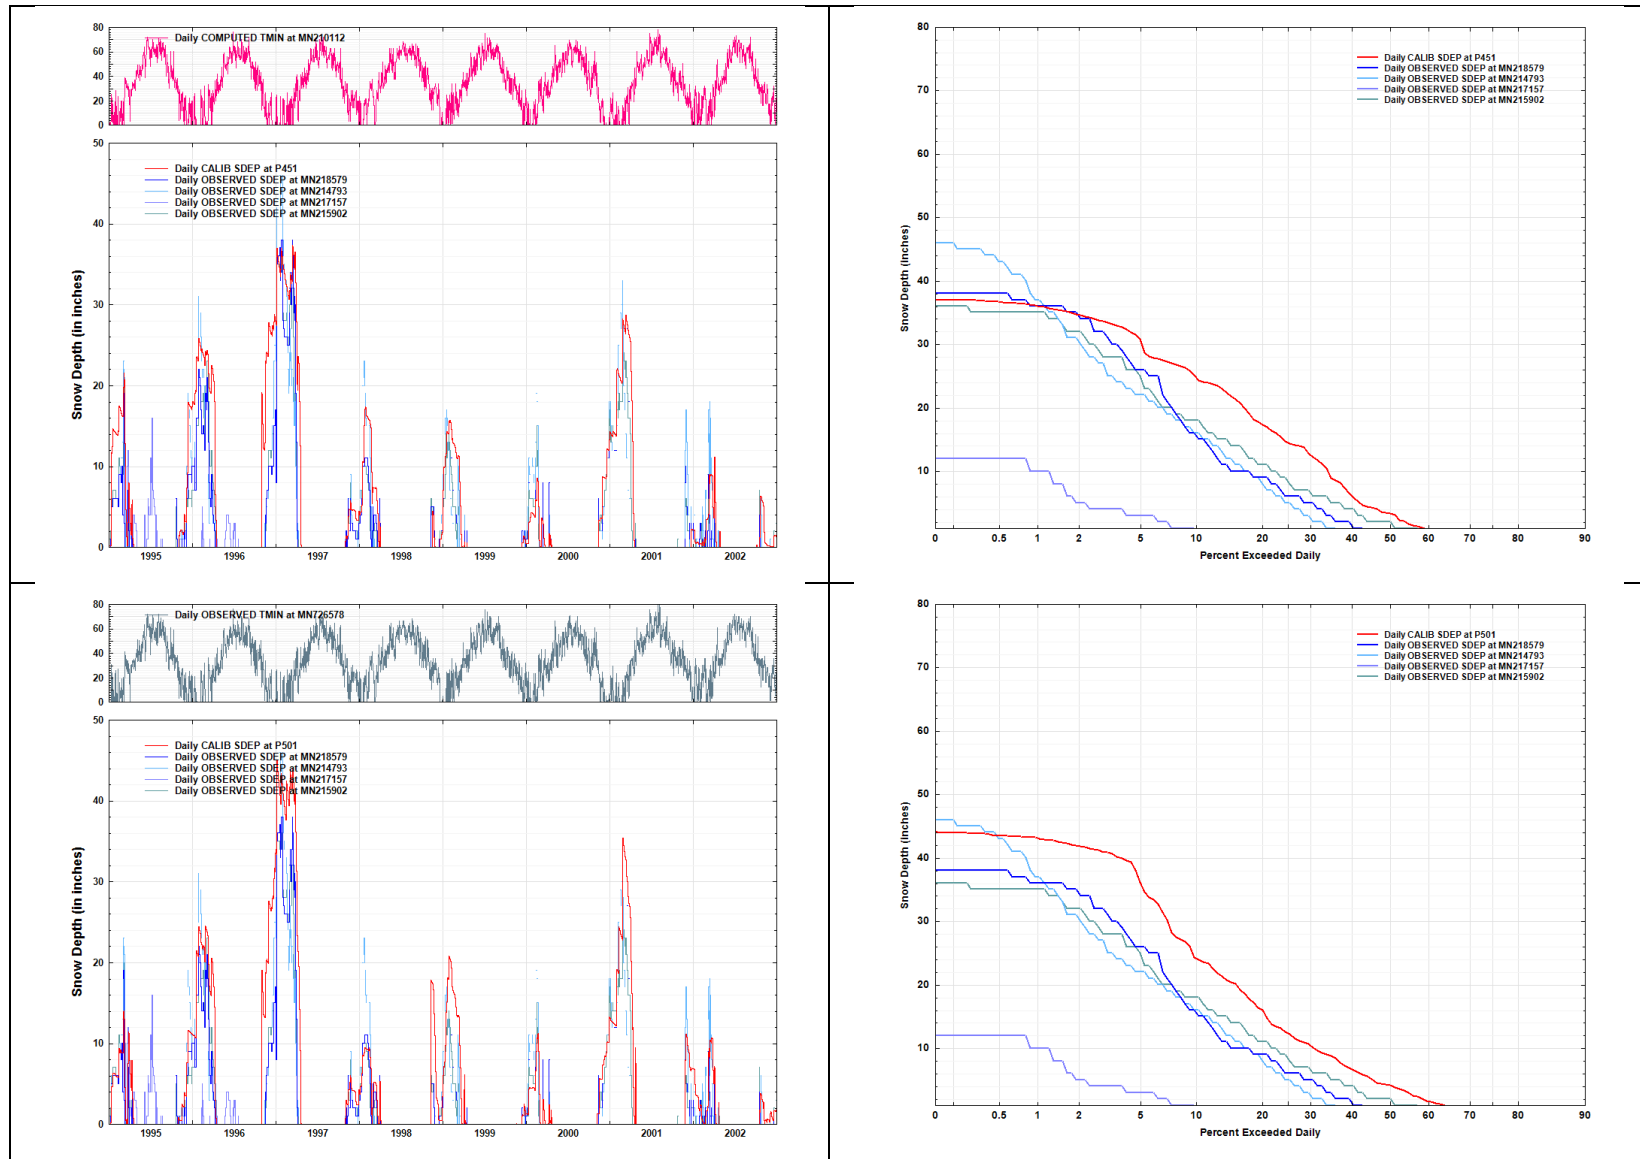 80
60
40
20
0
Daily COMPUTED TMIN at MN210112
50
40
30
20
10
0
Snow Depth (in inches)
Daily CALIB SDEP at P451
Daily OBSERVED SDEP at MN218579
Daily OBSERVED SDEP at MN214793
Daily OBSERVED SDEP at MN217157
Daily OBSERVED SDEP at MN215902
1995 1996 1997 1998 1999 2000 2001 2002
80
70
60
50
40
30
20
10
Snow Depth (inches)
Daily CALIB SDEP at P451
Daily OBSERVED SDEP at MN218579
Daily OBSERVED SDEP at MN214793
Daily OBSERVED SDEP at MN217157
Daily OBSERVED SDEP at MN215902
0 0.5 1 2 5 10 20 30 40 50 60 70 80 90
Percent Exceeded Daily
80
60
40
20
0
Daily OBSERVED TMIN at MN726578
50
40
30
20
10
0
Snow Depth (in inches)
Daily CALIB SDEP at P501
Daily OBSERVED SDEP at MN218579
Daily OBSERVED SDEP at MN214793
Daily OBSERVED SDEP at MN217157
Daily OBSERVED SDEP at MN215902
1995 1996 1997 1998 1999 2000 2001 2002
80
70
60
50
40
30
20
10
Snow Depth (inches)
Daily CALIB SDEP at P501
Daily OBSERVED SDEP at MN218579
Daily OBSERVED SDEP at MN214793
Daily OBSERVED SDEP at MN217157
Daily OBSERVED SDEP at MN215902
0 0.5 1 2 5 10 20 30 40 50 60 70 80 90
Percent Exceeded Daily